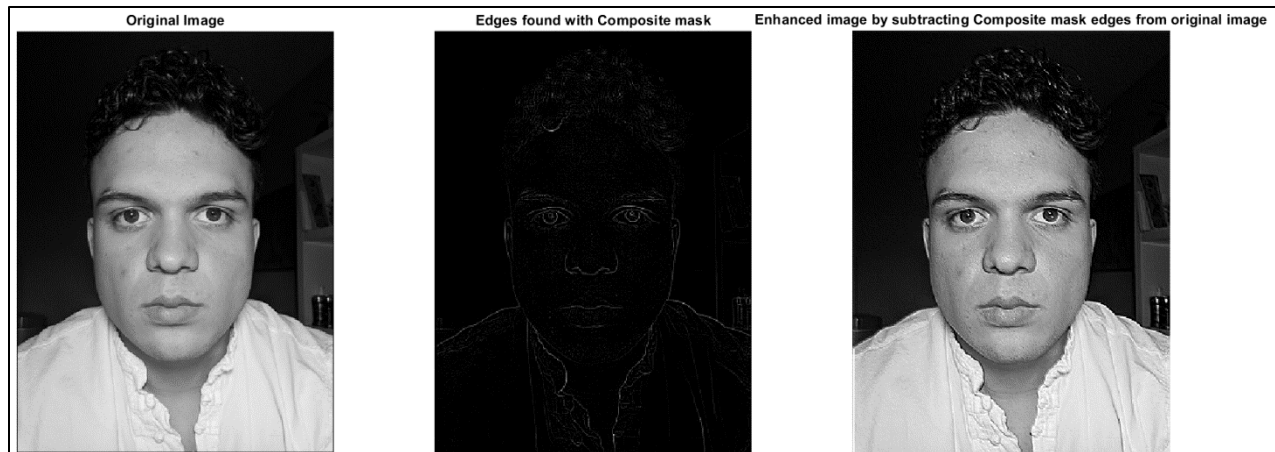 Original Image
Edges found with Composite mask
Enhanced image by subtracting Composite mask edges from original image